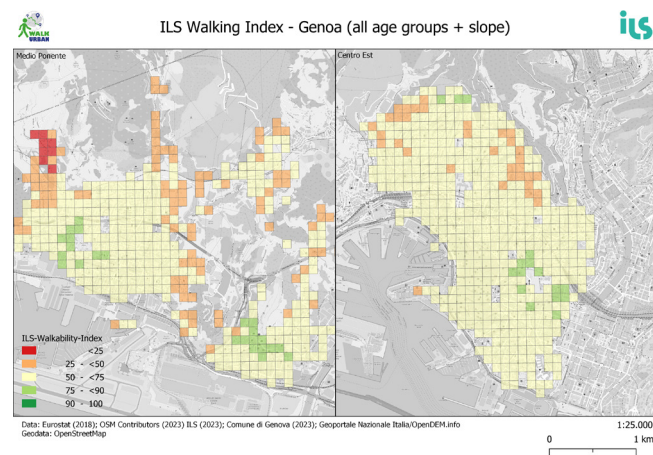 WALK
URBAN
ILS Walking Index - Genoa (all age groups + slope)
ils
Medio Ponente
Centro Est
ILS-Walkability-Index
<25
25 - <50
50 - <75
75 - <90
90 - 100
Data: Eurostat (2018); OSM Contributors (2023) ILS (2023); Comune di Genova (2023); Geoportale Nazionale Italia/OpenDEM.info
Geodata: OpenStreetMap
1:25.000
0 1 km